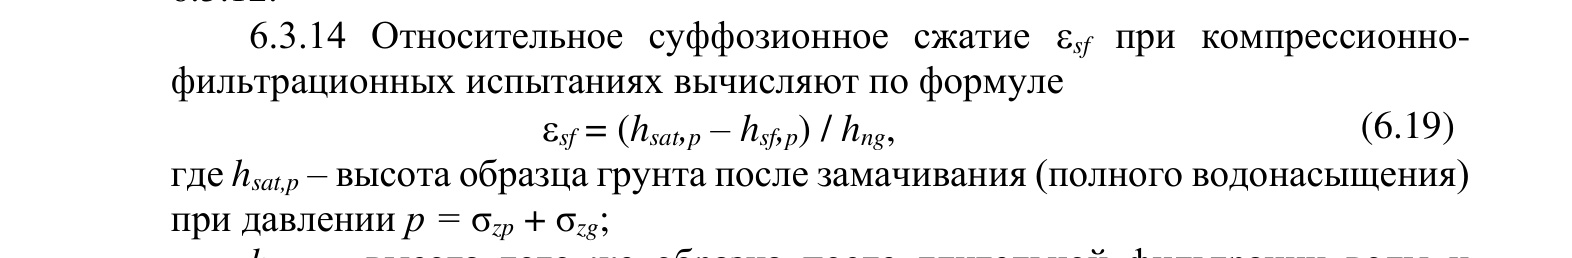 6.3.14 Относительное суффозионное сжатие εsf при компрессионно-
фильтрационных испытаниях вычисляют по формуле
εsf = (hsat,p – hsf,p) / hng, (6.19)
где hsat,p – высота образца грунта после замачивания (полного водонасыщения)
при давлении p = σzp + σzg;